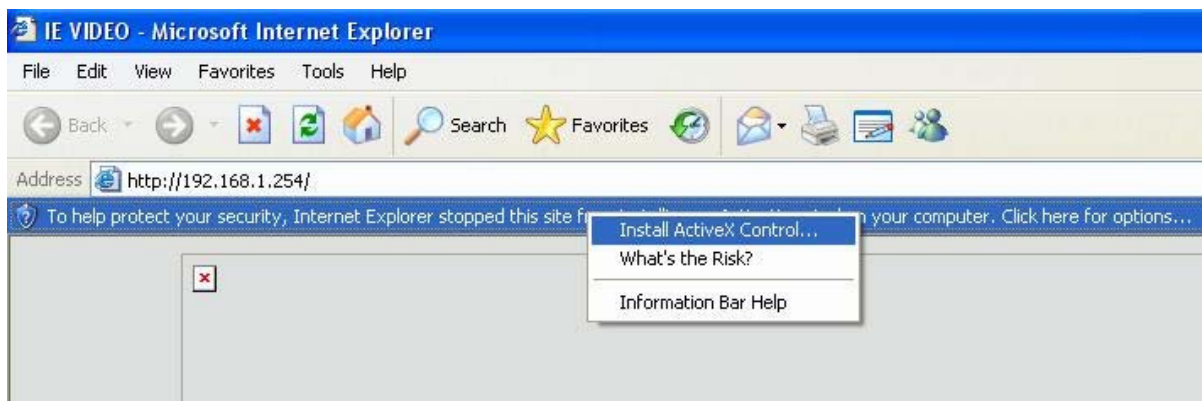 IE VIDEO - Microsoft Internet Explorer
File Edit View Favorites Tools Help
Back Search Favorites
Address http://192.168.1.254/
To help protect your security, Internet Explorer stopped this site your computer. Click here for options...
Install ActiveX Control...
What's the Risk?
Information Bar Help